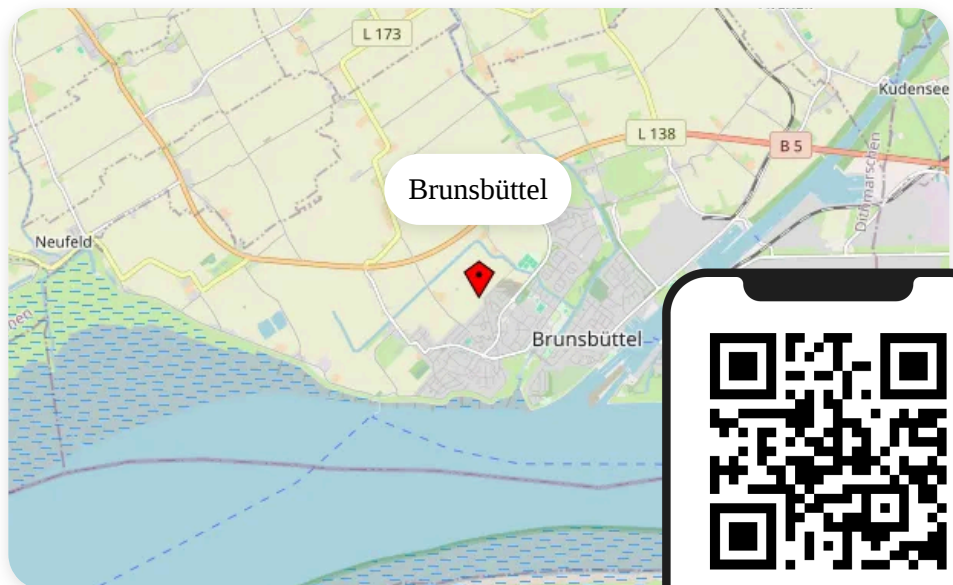 L 173
Kudensee
L 138
B 5
Brunsbüttel
Dithmarschen
Neufeld
Brunsbüttel